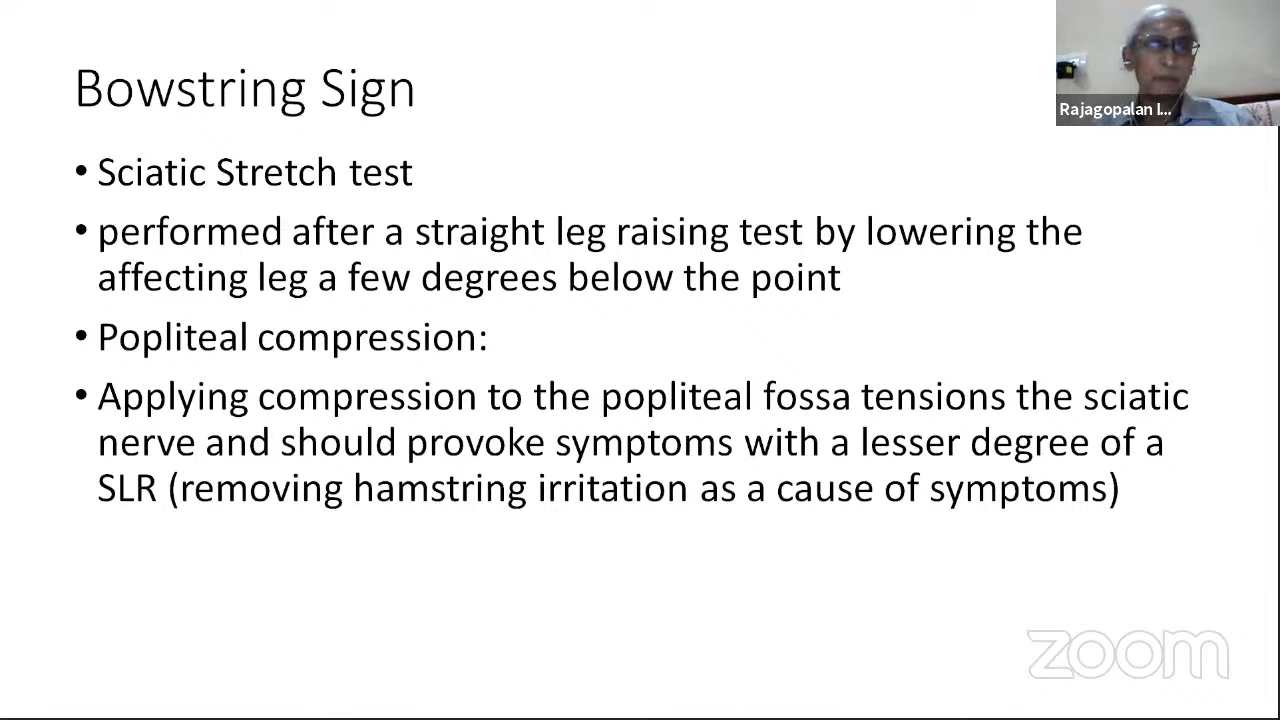 Bowstring Sign
Rajagopalan I...
• Sciatic Stretch test
• performed after a straight leg raising test by lowering the
affecting leg a few degrees below the point
• Popliteal compression:
• Applying compression to the popliteal fossa tensions the sciatic
nerve and should provoke symptoms with a lesser degree of a
SLR (removing hamstring irritation as a cause of symptoms)
zoom